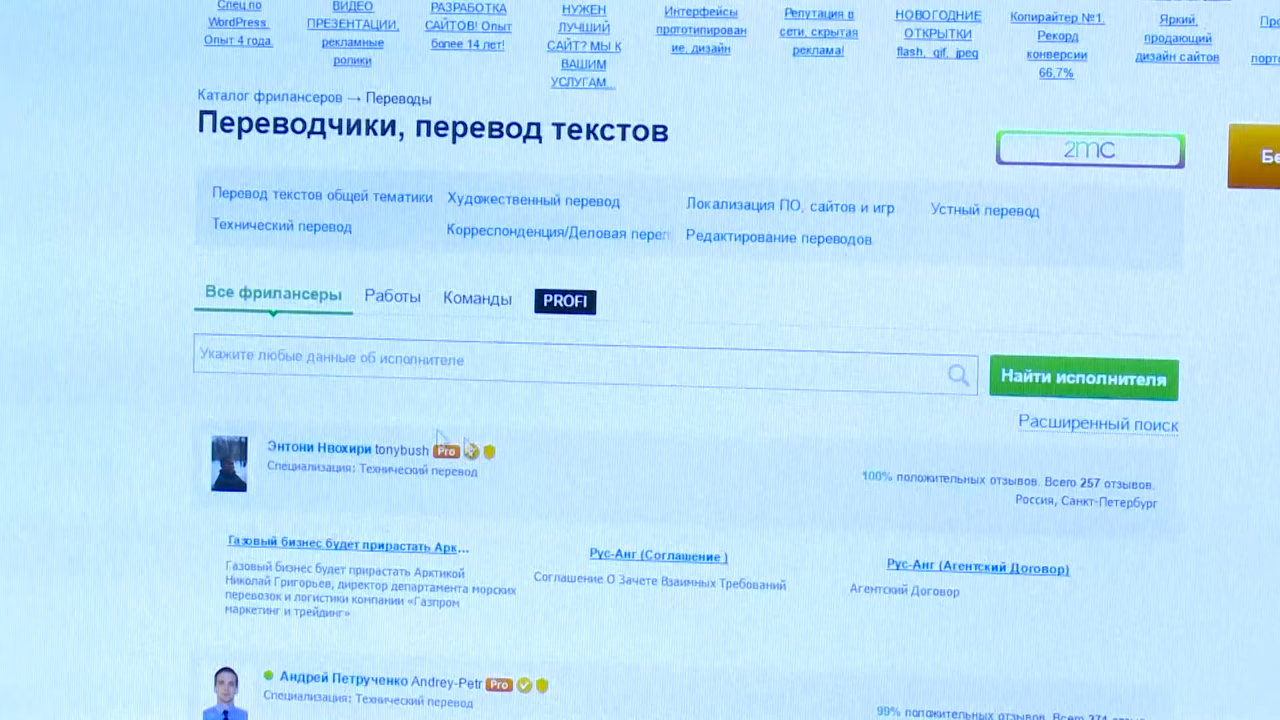 Спец по
WordPress.
Опыт 4 года.
ВИДЕО
ПРЕЗЕНТАЦИИ,
рекламные
ролики
РАЗРАБОТКА
САЙТОВ! Опыт
более 14 лет!
НУЖЕН
ЛУЧШИЙ
САЙТ? МЫ К
ВАШИМ
УСЛУГАМ...
Интерфейсы
прототипирован
ие, дизайн
Репутация в
сети, скрытая
реклама!
НОВОГОДНИЕ
ОТКРЫТКИ
flash, gif, jpeg
Копирайтер №1.
Рекорд
конверсии
66,7%
Яркий,
продающий
дизайн сайтов
Каталог фрилансеров → Переводы
Переводчики, перевод текстов
2mc
Бе
Перевод текстов общей тематики Художественный перевод Локализация ПО, сайтов и игр Устный перевод
Технический перевод Корреспонденция/Деловая переп Редактирование переводов
Все фрилансеры Работы Команды PROFI
Укажите любые данные об исполнителе
Найти исполнителя
Расширенный поиск
Энтони Нвохири tonybush Pro
Специализация: Технический перевод
100% положительных отзывов. Всего 257 отзывов.
Россия, Санкт-Петербург
Газовый бизнес будет прирастать Арк...
Газовый бизнес будет прирастать Арктикой
Николай Григорьев, директор департамента морских
перевозок и логистики компании «Газпром
маркетинг и трейдинг»
Рус-Анг (Соглашение )
Соглашение О Зачете Взаимных Требований
Рус-Анг (Агентский Договор)
Агентский Договор
Андрей Петрученко Andrey-Petr Pro
Специализация: Технический перевод
99% положительных отзывов. Всего 274